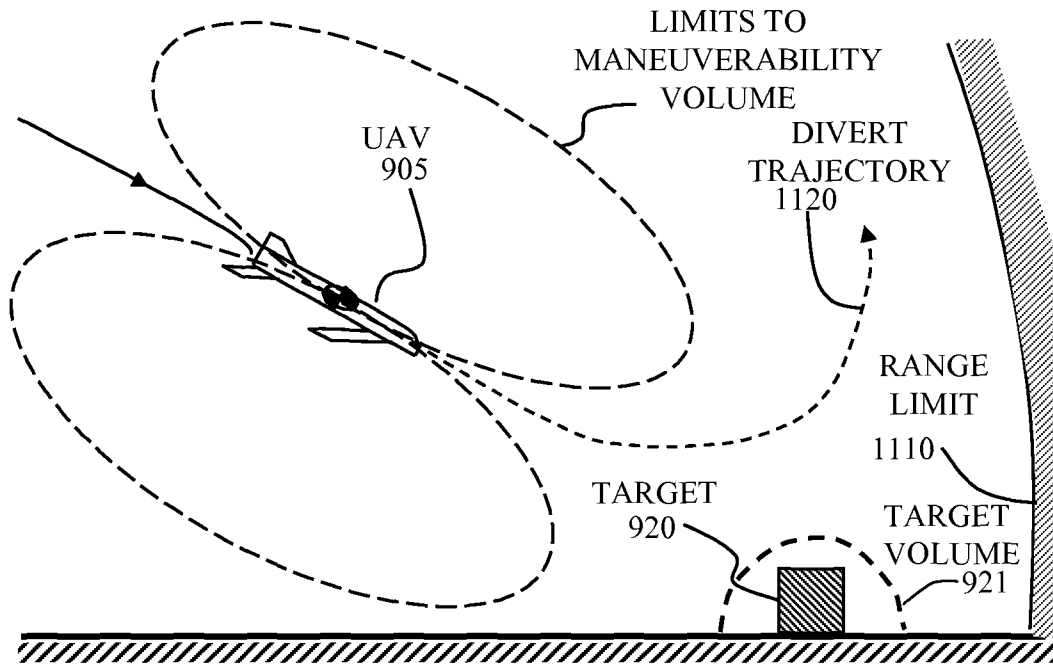 LIMITS TO
MANEUVERABILITY
VOLUME
UAV
905
DIVERT
TRAJECTORY
1120
RANGE
LIMIT
1110
TARGET
920
TARGET
VOLUME
921